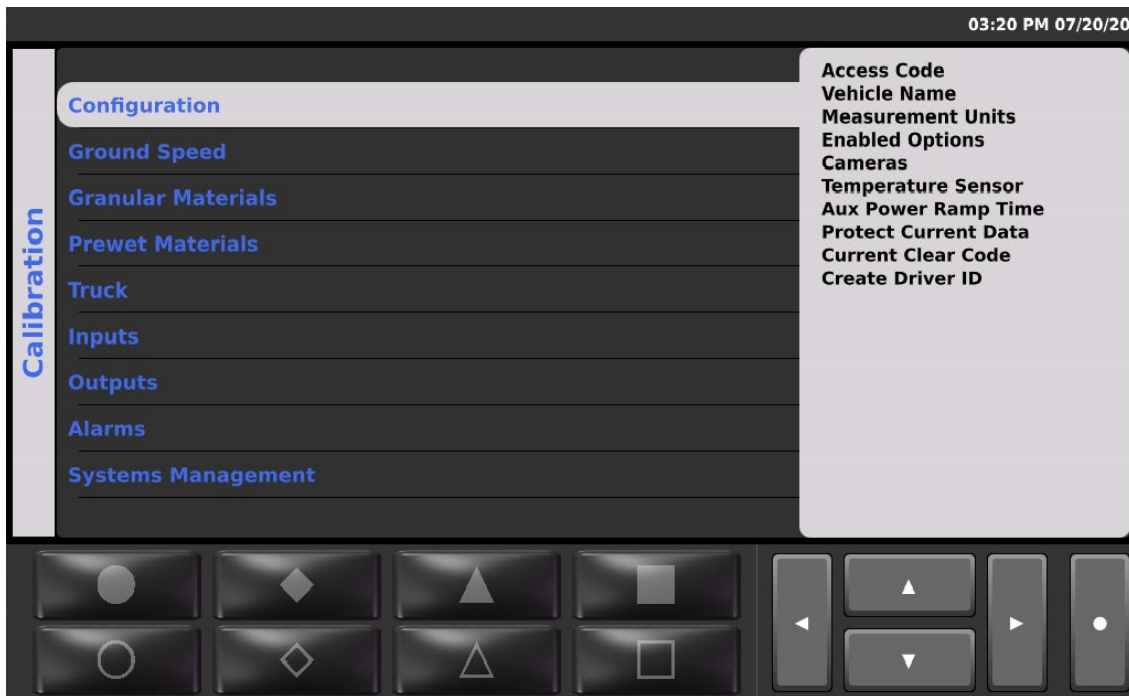 03:20 PM 07/20/20
Calibration
Configuration
Ground Speed
Granular Materials
Prewet Materials
Truck
Inputs
Outputs
Alarms
Systems Management
Access Code
Vehicle Name
Measurement Units
Enabled Options
Cameras
Temperature Sensor
Aux Power Ramp Time
Protect Current Data
Current Clear Code
Create Driver ID